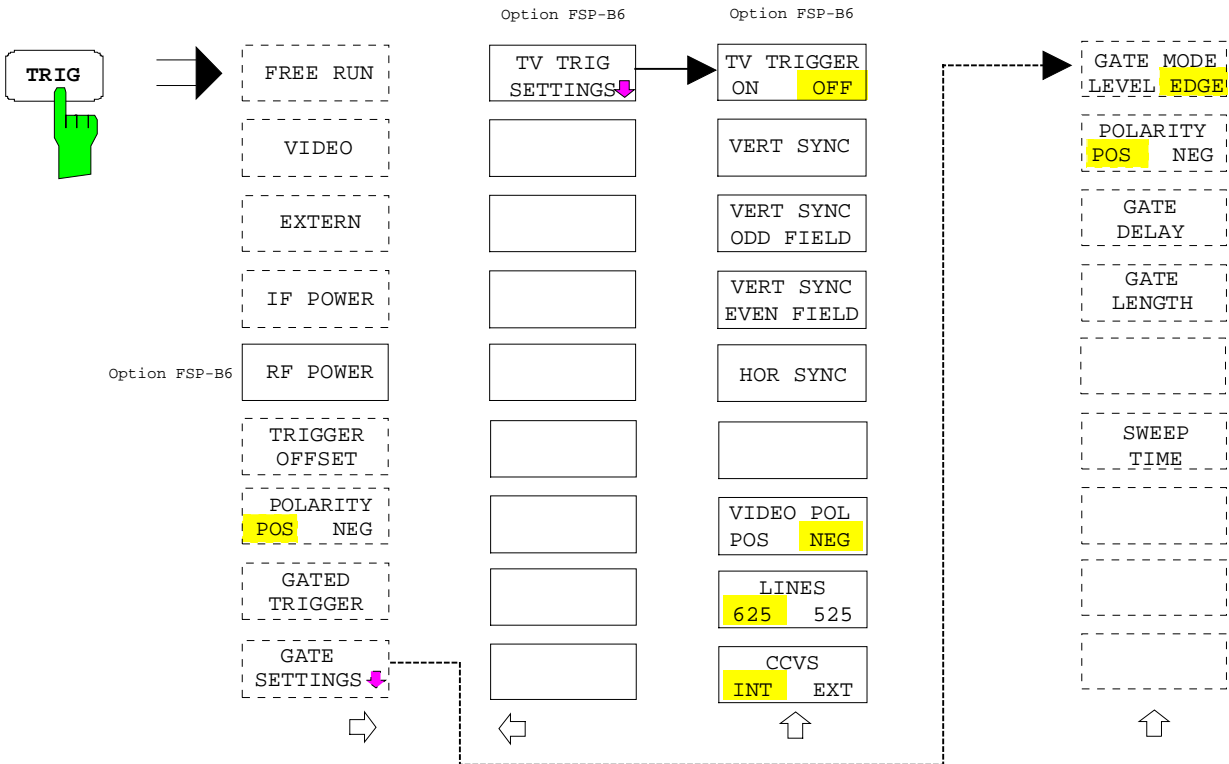 Option FSP-B6
Option FSP-B6
TRIG
FREE RUN
VIDEO
EXTERN
IF POWER
Option FSP-B6
RF POWER
TRIGGER
OFFSET
POLARITY
POS NEG
GATED
TRIGGER
GATE
SETTINGS
TV TRIG
SETTINGS
TV TRIGGER
ON OFF
VERT SYNC
VERT SYNC
ODD FIELD
VERT SYNC
EVEN FIELD
HOR SYNC
VIDEO POL
POS NEG
LINES
625 525
CCVS
INT EXT
GATE MODE
LEVEL EDGE
POLARITY
POS NEG
GATE
DELAY
GATE
LENGTH
SWEEP
TIME